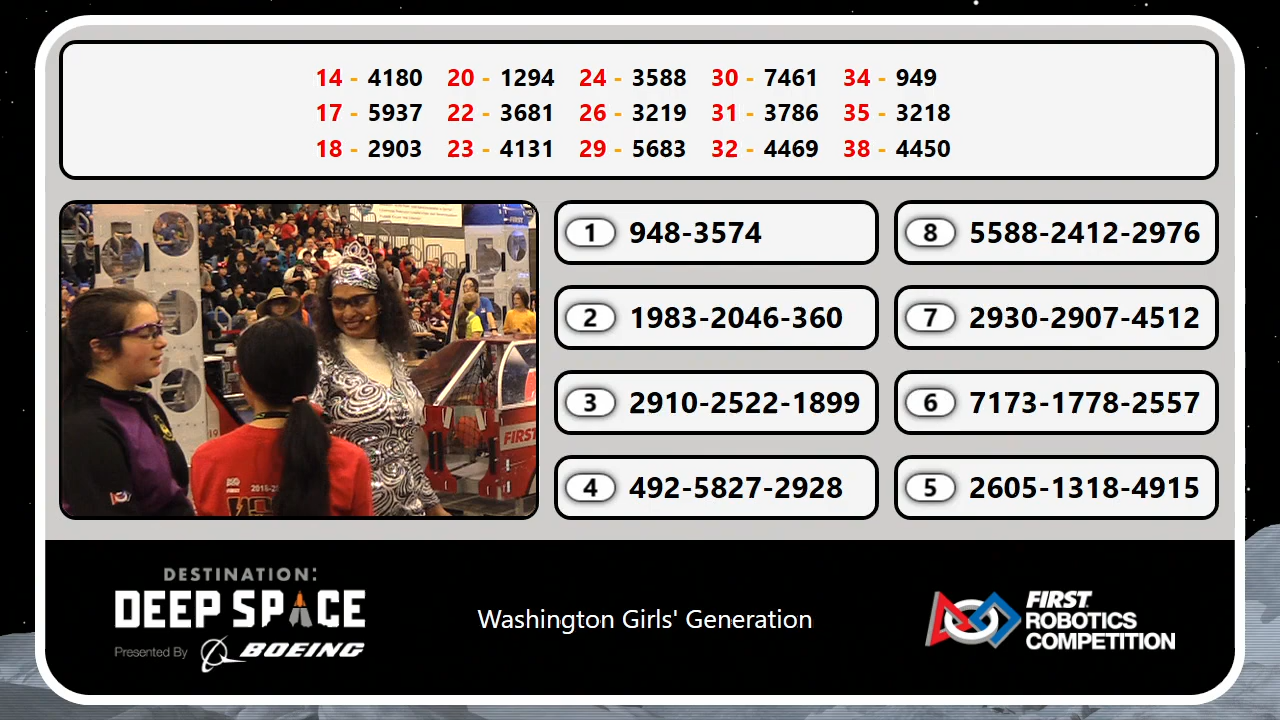 14 - 4180 20 - 1294 24 - 3588 30 - 7461 34 - 949
17 - 5937 22 - 3681 26 - 3219 31 - 3786 35 - 3218
18 - 2903 23 - 4131 29 - 5683 32 - 4469 38 - 4450
1 948-3574
2 1983-2046-360
3 2910-2522-1899
4 492-5827-2928
8 5588-2412-2976
7 2930-2907-4512
6 7173-1778-2557
5 2605-1318-4915
FIRST
DESTINATION:
DEEP SPACE
Presented By BOEING
Washington Girls' Generation
FIRST
ROBOTICS
COMPETITION